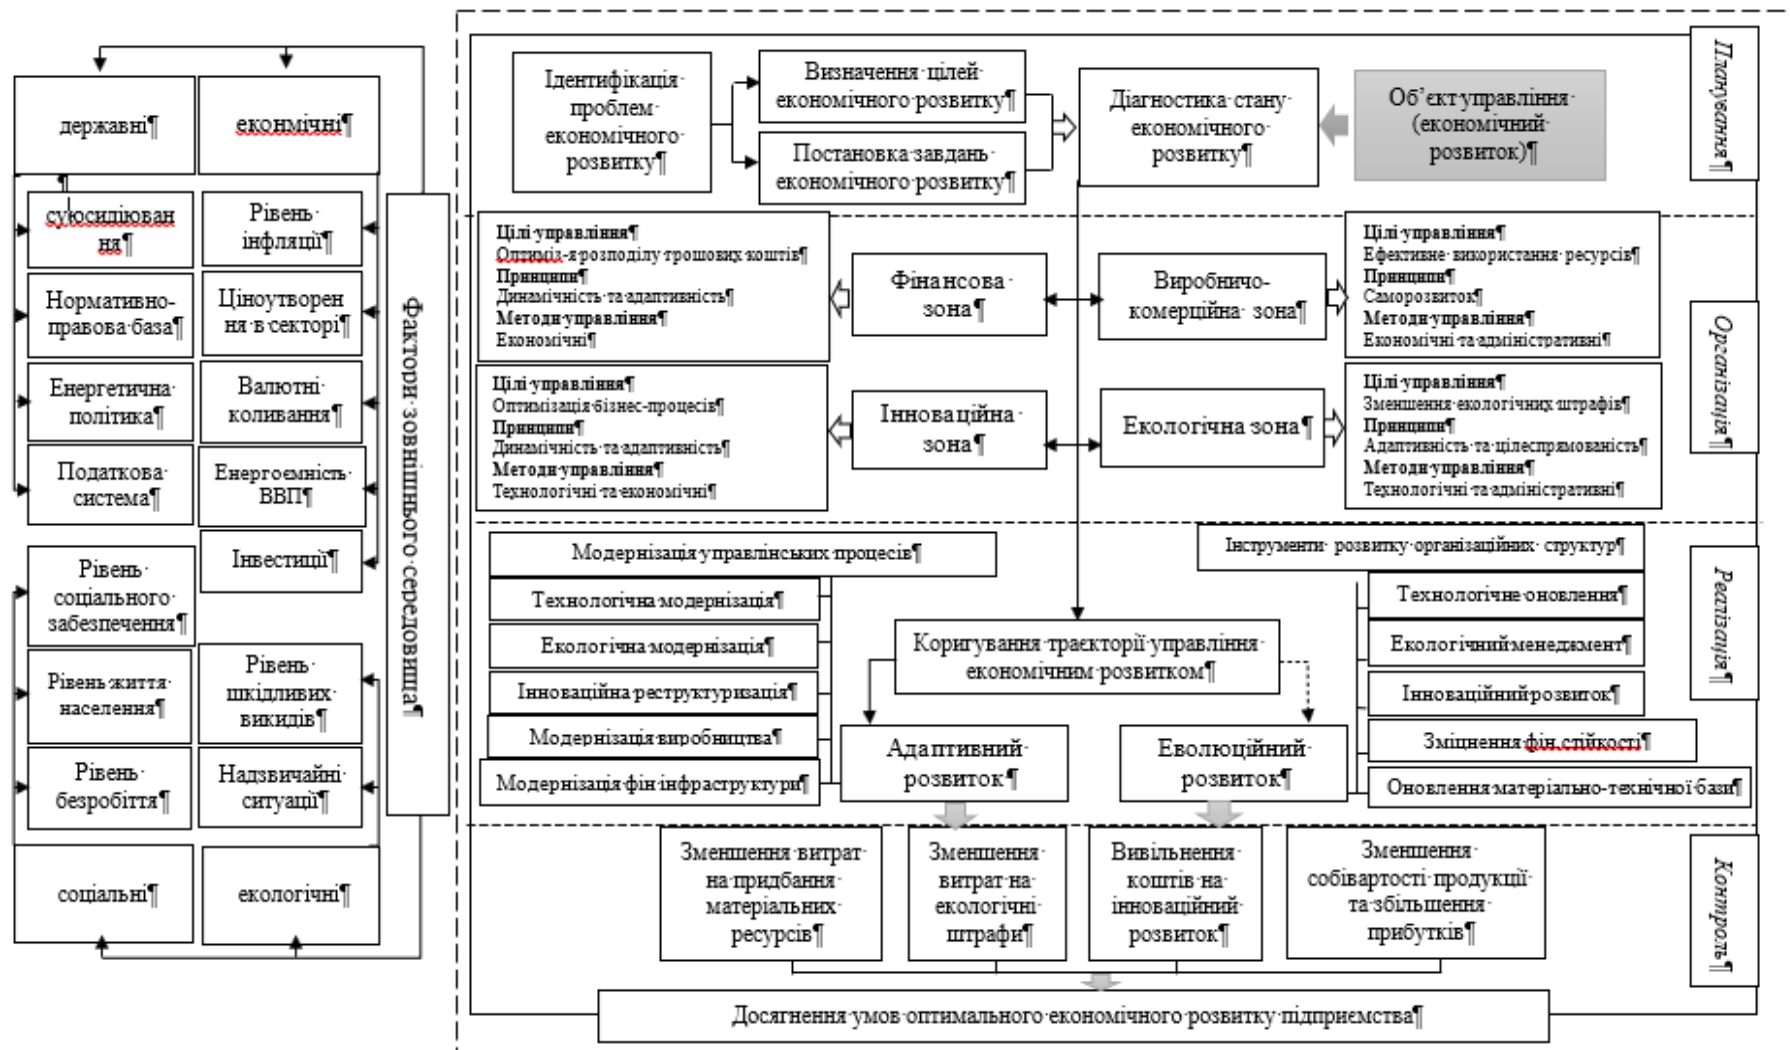 державні¶
еконмічні¶
¶
суюсидіюван
ня¶
Нормативно-
правова·база¶
Енергетична·
політика¶
Податкова·
система¶
Рівень·
інфляції¶
Ціноутворен
ня·в·секторі¶
Валютні·
коливання¶
Енергоємність·
ВВП¶
Інвестиції¶
Рівень·
соціального·
забезпечення¶
Рівень·життя·
населення¶
Рівень·
безробіття¶
Рівень·
шкідливих·
викидів¶
Надзвичайні·
ситуації¶
соціальні¶
екологічні¶
Фактори·зовнішнього·середовища¶
Ідентифікація·
проблем·
економічного·
розвитку¶
Визначення·цілей·
економічного·розвитку¶
Постановка·завдань·
економічного·розвитку¶
Діагностика·стану·
економічного·
розвитку¶
Об’єкт·управління·
(економічний·
розвиток)¶
Планування¶
Цілі·управління¶
Оптиміз-я·розподілу·грошових·коштів¶
Принципи¶
Динамічність·та·адаптивність¶
Методи·управління¶
Економічні¶
Фінансова·
зона¶
Виробничо-
комерційна··зона¶
Цілі·управління¶
Ефективне·використання·ресурсів¶
Принципи¶
Саморозвиток¶
Методи·управління¶
Економічні·та·адміністративні¶
Цілі·управління¶
Оптимізація·бізнес-процесів¶
Принципи¶
Динамічність·та·адаптивність¶
Методи·управління¶
Технологічні·та·економічні¶
Інноваційна·
зона¶
Екологічна·зона¶
Цілі·управління¶
Зменшення·екологічних·штрафів¶
Принципи¶
Адаптивність·та·цілеспрямованість¶
Методи·управління¶
Технологічні·та·адміністративні¶
Організація¶
Модернізація·управлінських·процесів¶
Технологічна·модернізація¶
Екологічна·модернізація¶
Інноваційна·реструктуризація¶
Модернізація·виробництва¶
Модернізація·фін·інфраструктури¶
Коригування·траєкторії·управління·
економічним·розвитком¶
Адаптивний·
розвиток¶
Еволюційний·
розвиток¶
Інструменти··розвитку·організаційних··структур¶
Технологічне·оновлення¶
Екологічний·менеджмент¶
Інноваційний·розвиток¶
Зміцнення·фін.стійкості¶
Оновлення·матеріально-технічної·бази¶
Реалізація¶
Зменшення·витрат·
на·придбання·
матеріальних·
ресурсів¶
Зменшення·
витрат·на·
екологічні·
штрафи¶
Вивільнення·
коштів·на·
інноваційний·
розвиток¶
Зменшення·
собівартості·продукції·
та·збільшення·
прибутків¶
Контроль¶
Досягнення·умов·оптимального·економічного·розвитку·підприємства¶